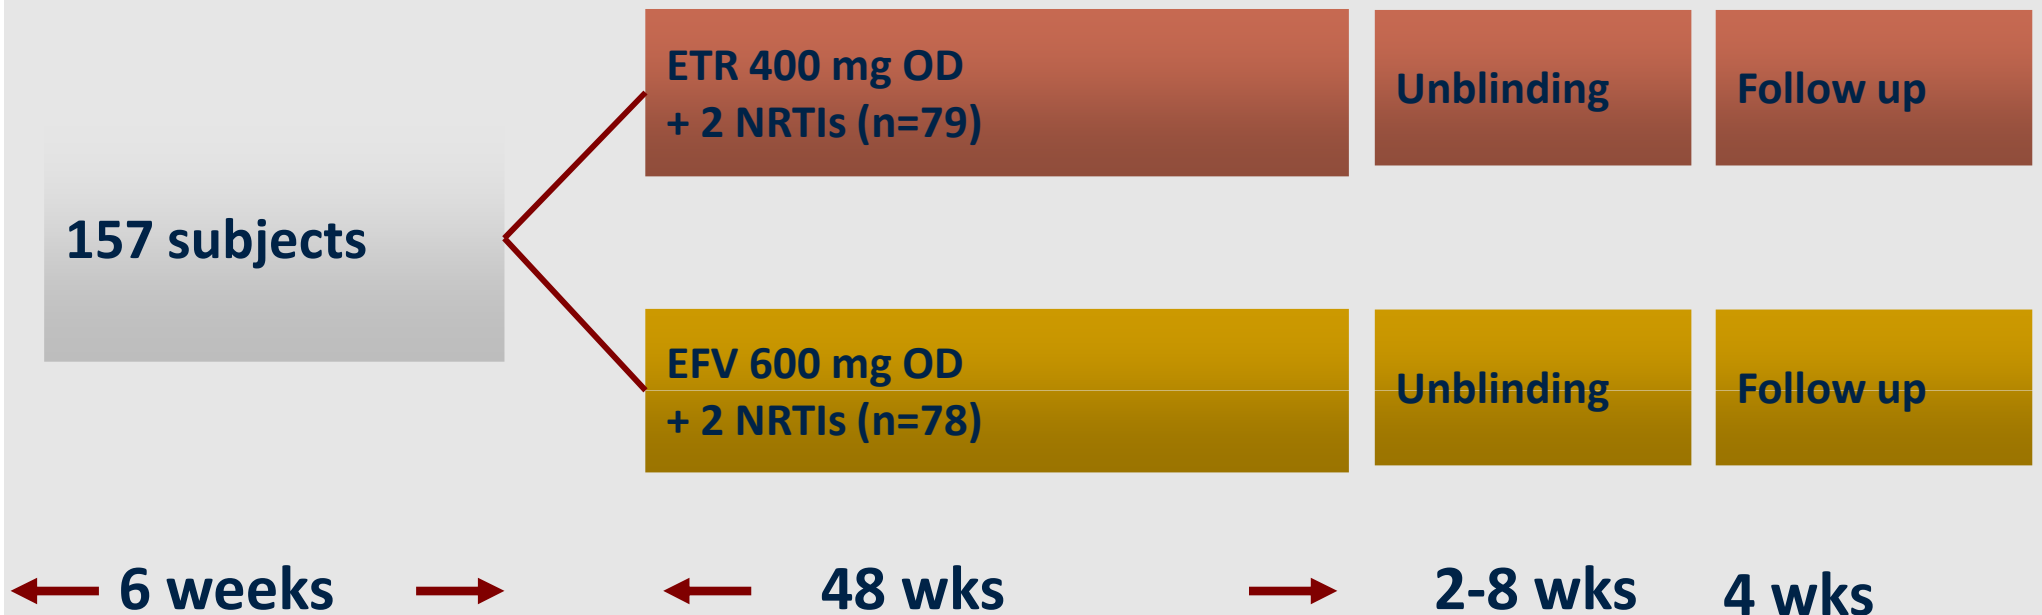 157 subjects
ETR 400 mg OD
+ 2 NRTIs (n=79)
Unblinding
Follow up
EFV 600 mg OD
+ 2 NRTIs (n=78)
Unblinding
Follow up
6 weeks
48 wks
2-8 wks
4 wks